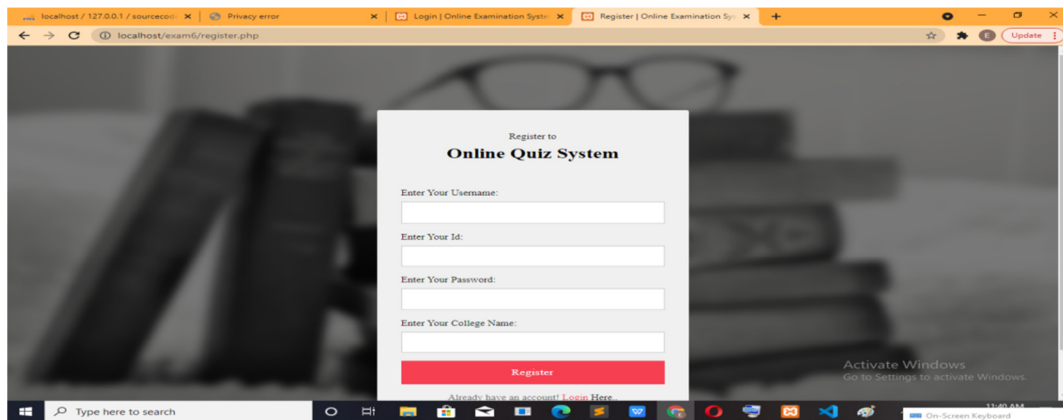 localhost / 127.0.0.1 / sourcecod
Privacy error
Login | Online Examination Syste
Register | Online Examination Sys
localhost/exam6/register.php
E
Update
Register to
Online Quiz System
Enter Your Username:
Enter Your Id:
Enter Your Password:
Enter Your College Name:
Register
Already have an account! Login Here..
Activate Windows
Go to Settings to activate Windows.
Type here to search
11:40 AM
On-Screen Keyboard